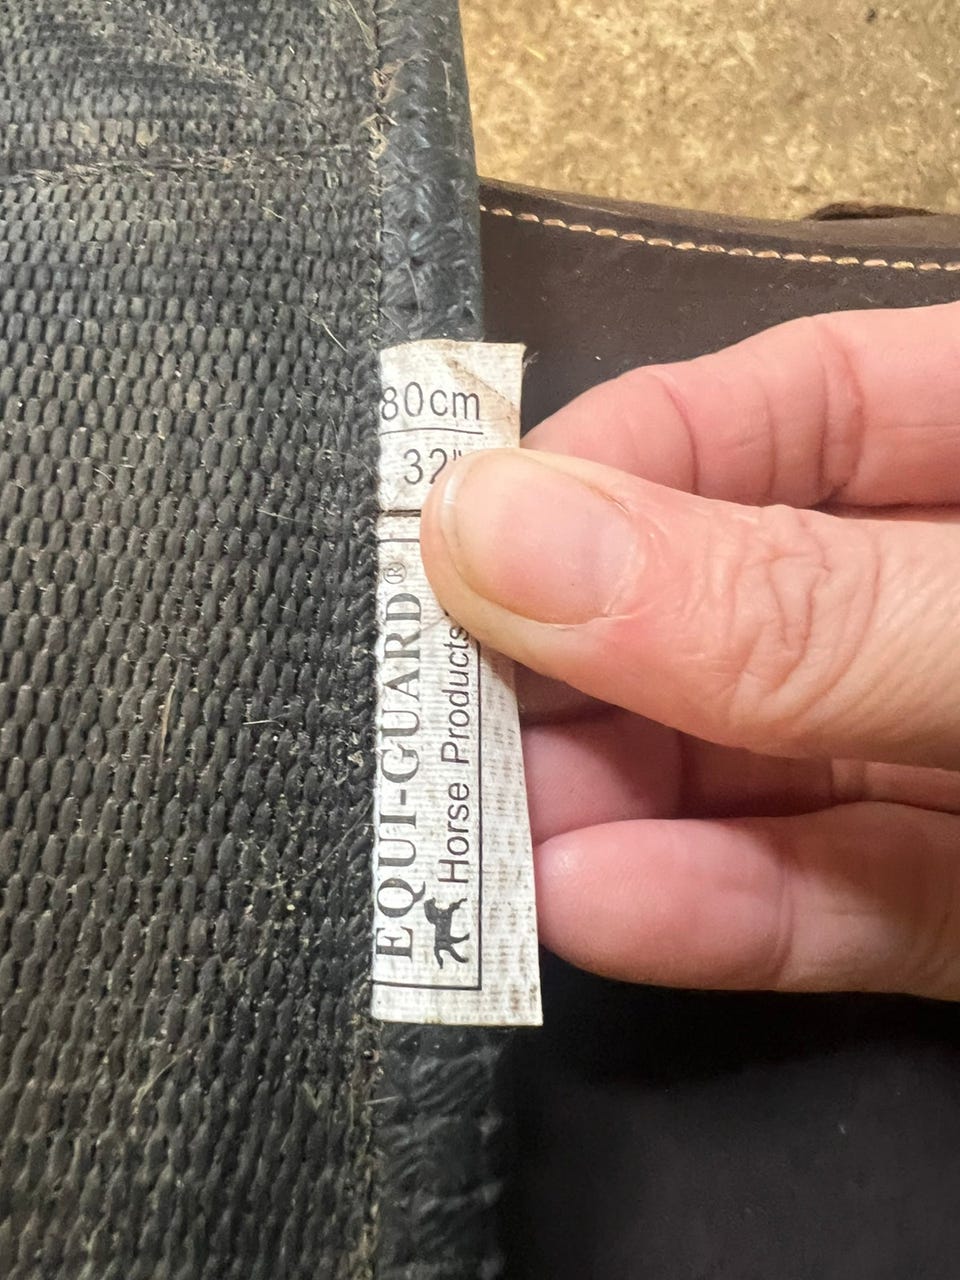 80cm
32"
EQUI-GUARD®
Horse Products